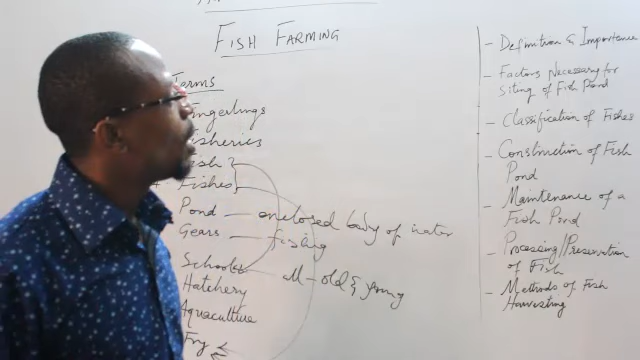 FISH FARMING
Terms
Fingerlings
Fisheries
Fish
Fishes
Pond - enclosed body of water
Gears - fishing
Schools - M - old & young
Hatchery
Aquaculture
Fry
- Definition & Importance
- Factors Necessary for
Siting of Fish Pond
- Classification of Fishes
- Construction of Fish
Pond
- Maintenance of a
Fish Pond
- Processing/Preservation
of Fish
- Methods of Fish
Harvesting